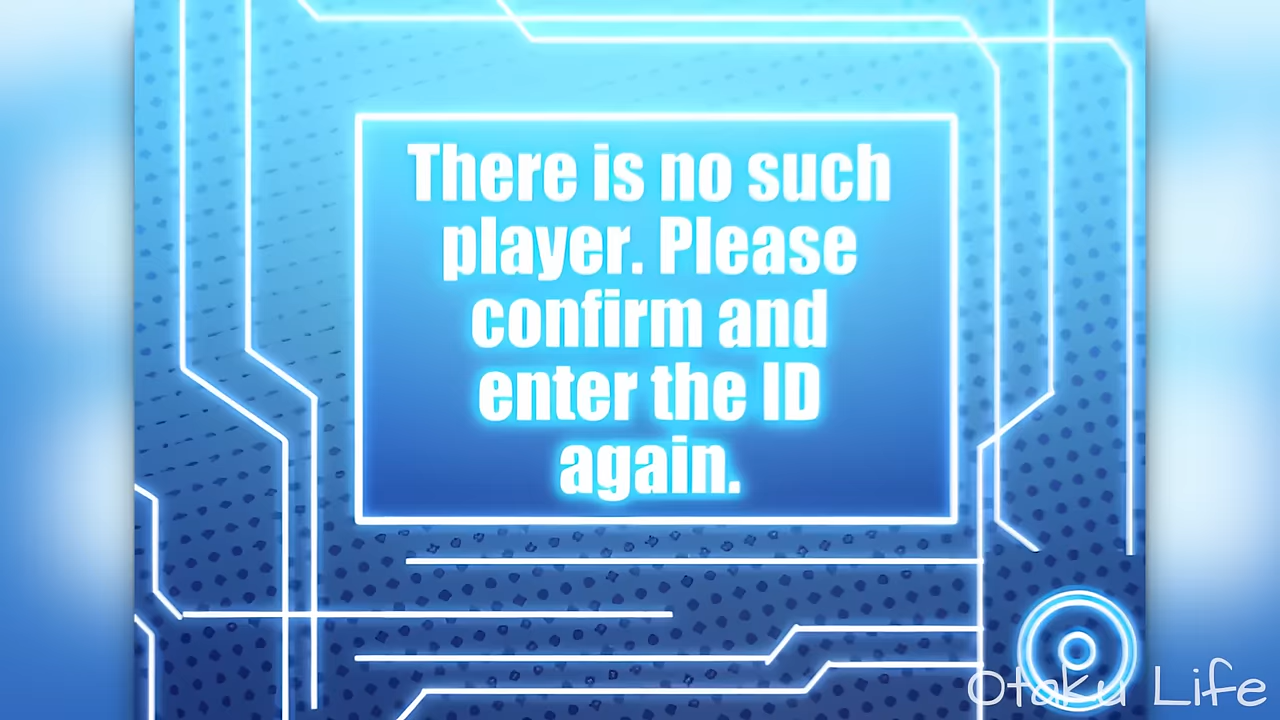 There is no such
player. Please
confirm and
enter the ID
again.
Otaku Life